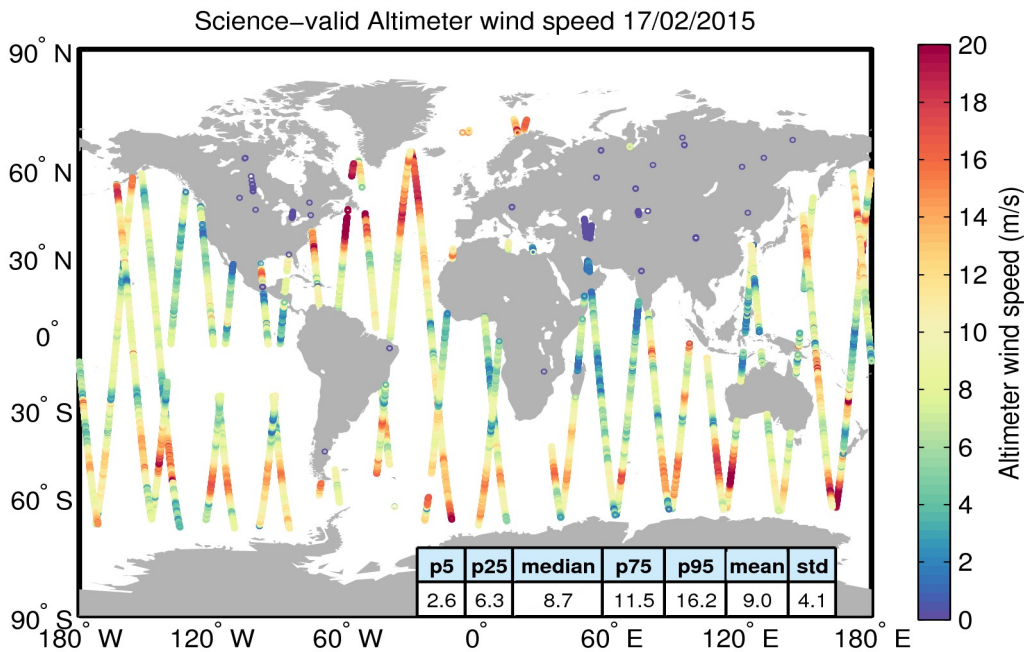 Science−valid Altimeter wind speed 17/02/2015
90° N
60° N
30° N
0°
30° S
60° S
90° S
180° W
120° W
60° W
0°
60° E
120° E
180° E
p5 p25 median p75 p95 mean std
2.6 6.3 8.7 11.5 16.2 9.0 4.1
20
18
16
14
12
10
8
6
4
2
0
Altimeter wind speed (m/s)